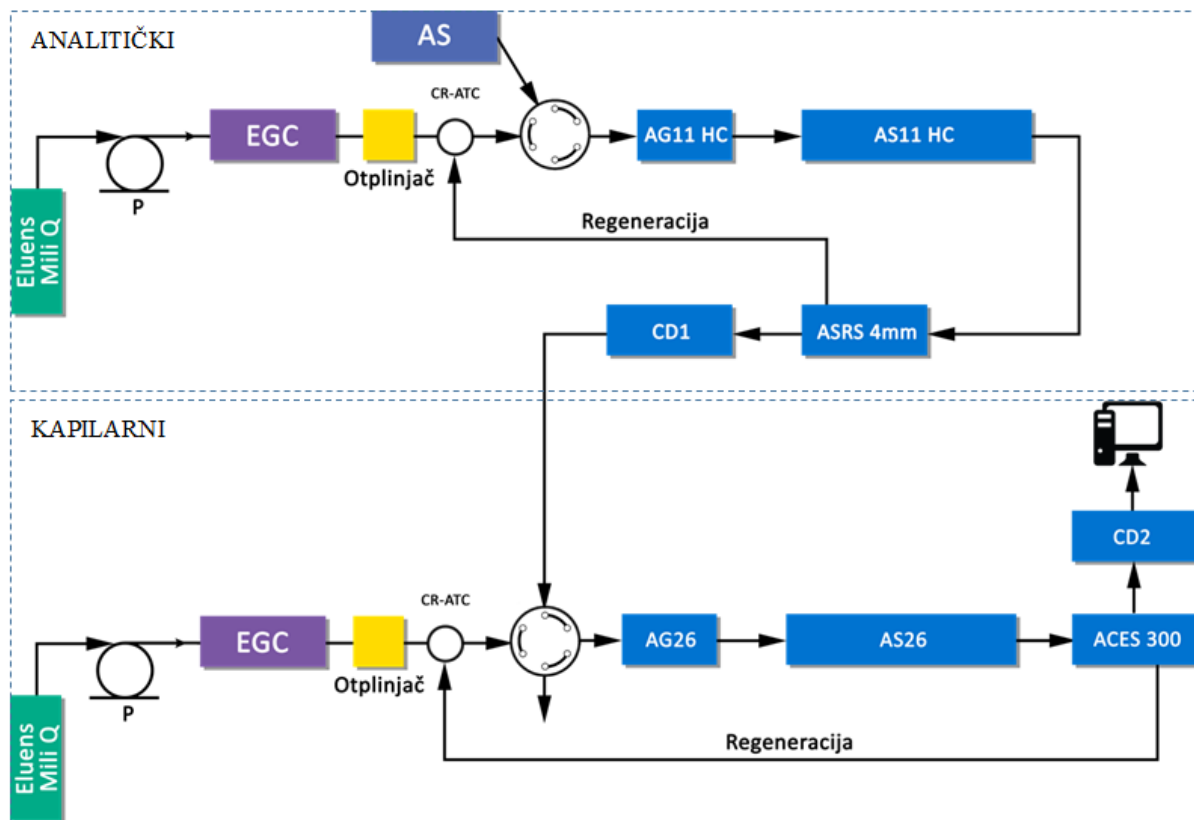 ANALITIČKI
AS
CR-ATC
EGC
AG11 HC
AS11 HC
Otplinjač
P
Eluens
Mili Q
Regeneracija
CD1
ASRS 4mm
KAPILARNI
CD2
CR-ATC
EGC
AG26
AS26
ACES 300
Otplinjač
P
Eluens
Mili Q
Regeneracija